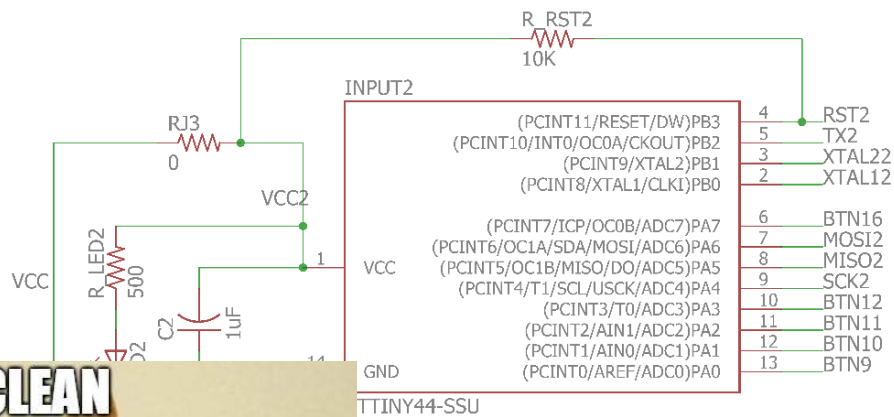 R_RST2
10K
INPUT2
RJ3
0
VCC2
R_LED2
500
VCC
C2
1uF
1
VCC
GND
(PCINT11/RESET/DW)PB3 4 RST2
(PCINT10/INT0/OC0A/CKOUT)PB2 5 TX2
(PCINT9/XTAL2)PB1 3 XTAL22
(PCINT8/XTAL1/CLKI)PB0 2 XTAL12
(PCINT7/ICP/OC0B/ADC7)PA7 6 BTN16
(PCINT6/OC1A/SDA/MOSI/ADC6)PA6 7 MOSI2
(PCINT5/OC1B/MISO/DO/ADC5)PA5 8 MISO2
(PCINT4/T1/SCL/USCK/ADC4)PA4 9 SCK2
(PCINT3/T0/ADC3)PA3 10 BTN12
(PCINT2/AIN1/ADC2)PA2 11 BTN11
(PCINT1/AIN0/ADC1)PA1 12 BTN10
(PCINT0/AREF/ADC0)PA0 13 BTN9
TTINY44-SSU
CLEAN